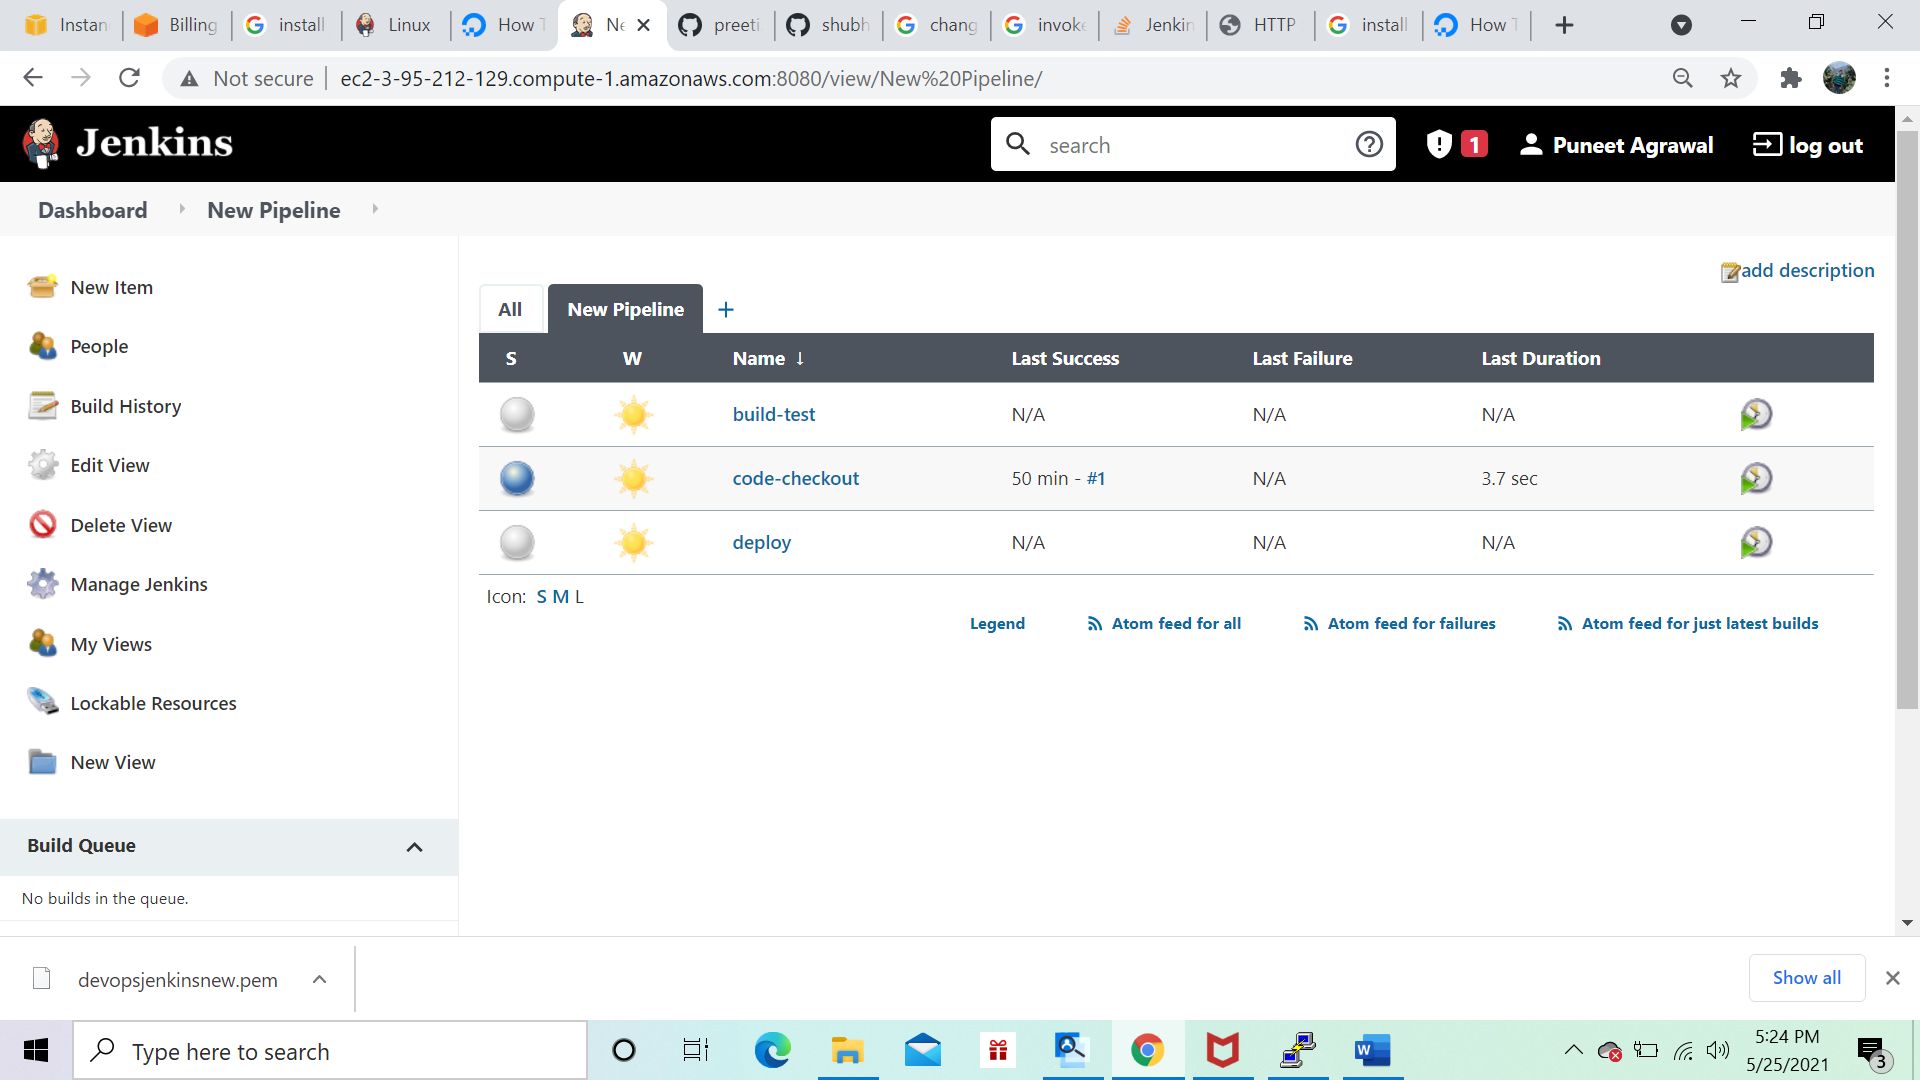 Instan
Billing
install
Linux
How T
Ne
preeti
shubh
chang
invoke
Jenkin
HTTP
install
How T
Not secure
ec2-3-95-212-129.compute-1.amazonaws.com:8080/view/New%20Pipeline/
Jenkins
search
1
Puneet Agrawal
log out
Dashboard
New Pipeline
New Item
People
Build History
Edit View
Delete View
Manage Jenkins
My Views
Lockable Resources
New View
Build Queue
No builds in the queue.
add description
All
New Pipeline
+
S W Name ↓ Last Success Last Failure Last Duration
build-test N/A N/A N/A
code-checkout 50 min - #1 N/A 3.7 sec
deploy N/A N/A N/A
Icon: S M L
Legend
Atom feed for all
Atom feed for failures
Atom feed for just latest builds
devopsjenkinsnew.pem
Show all
Type here to search
5:24 PM
5/25/2021
3